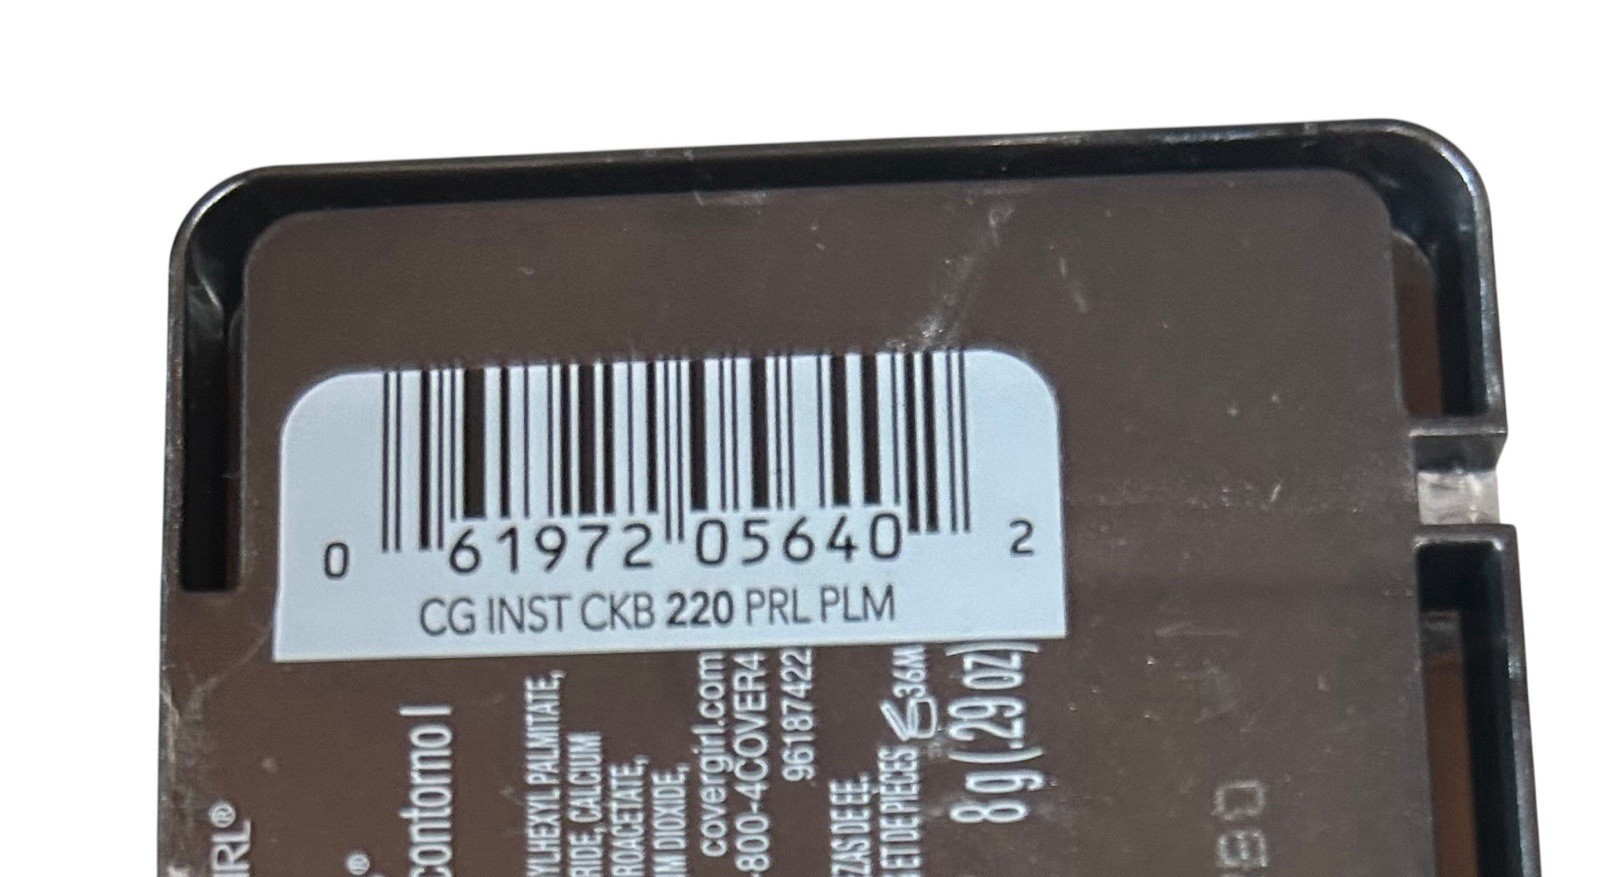 0 61972 05640 2
CG INST CKB 220 PRL PLM
IRL®
®
contorno |
YLHEXYL PALMITATE,
RIDE, CALCIUM
ROACETATE,
M DIOXIDE,
covergirl.com
-800-4COVER4
96187422
ZAS DE EE.
ET DE PIÈCES
36M
8 g (.29 oz)